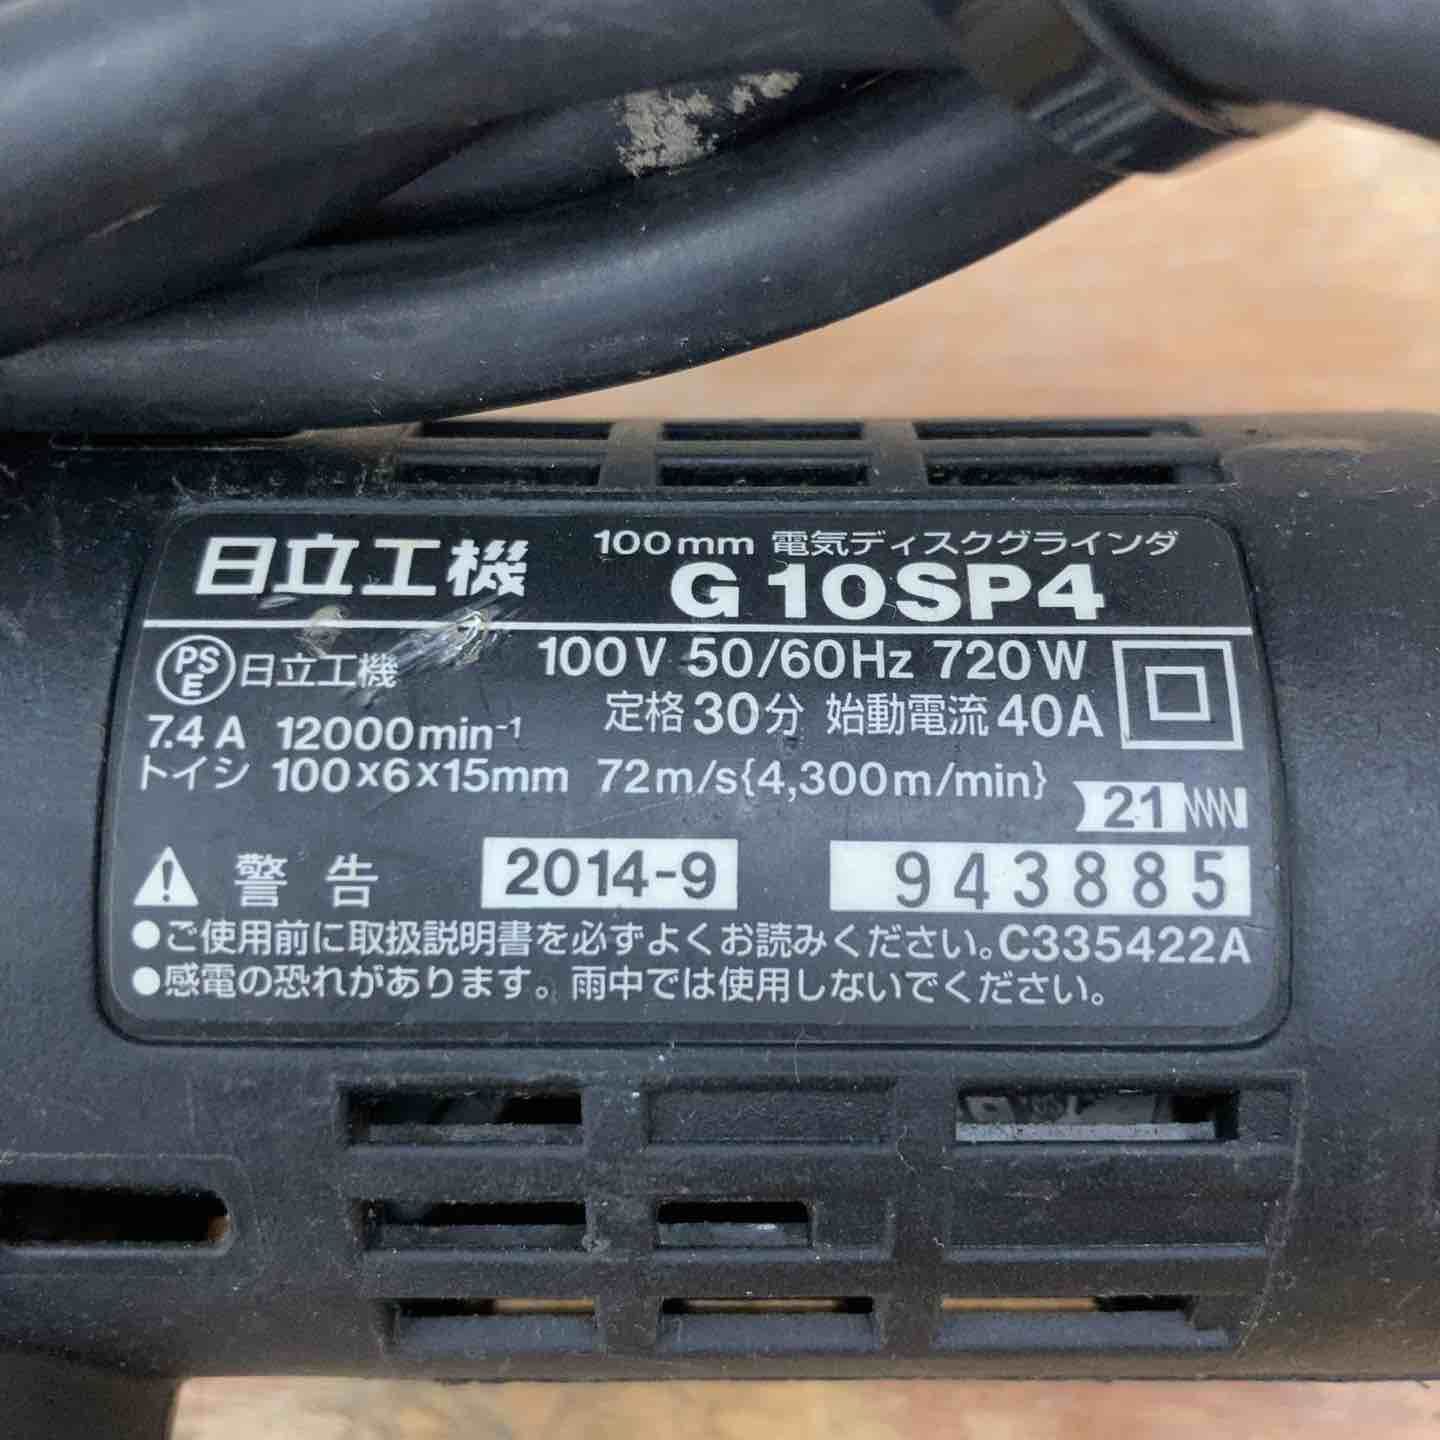 日立工機
100mm 電気ディスクグラインダ
G10SP4
PSE 日立工機
100V 50/60Hz 720W
定格30分 始動電流40A
7.4A 12000min⁻¹
トイシ 100×6×15mm 72m/s{4,300m/min}
21
⚠ 警告 2014-9 943885
●ご使用前に取扱説明書を必ずよくお読みください。C335422A
●感電の恐れがあります。雨中では使用しないでください。